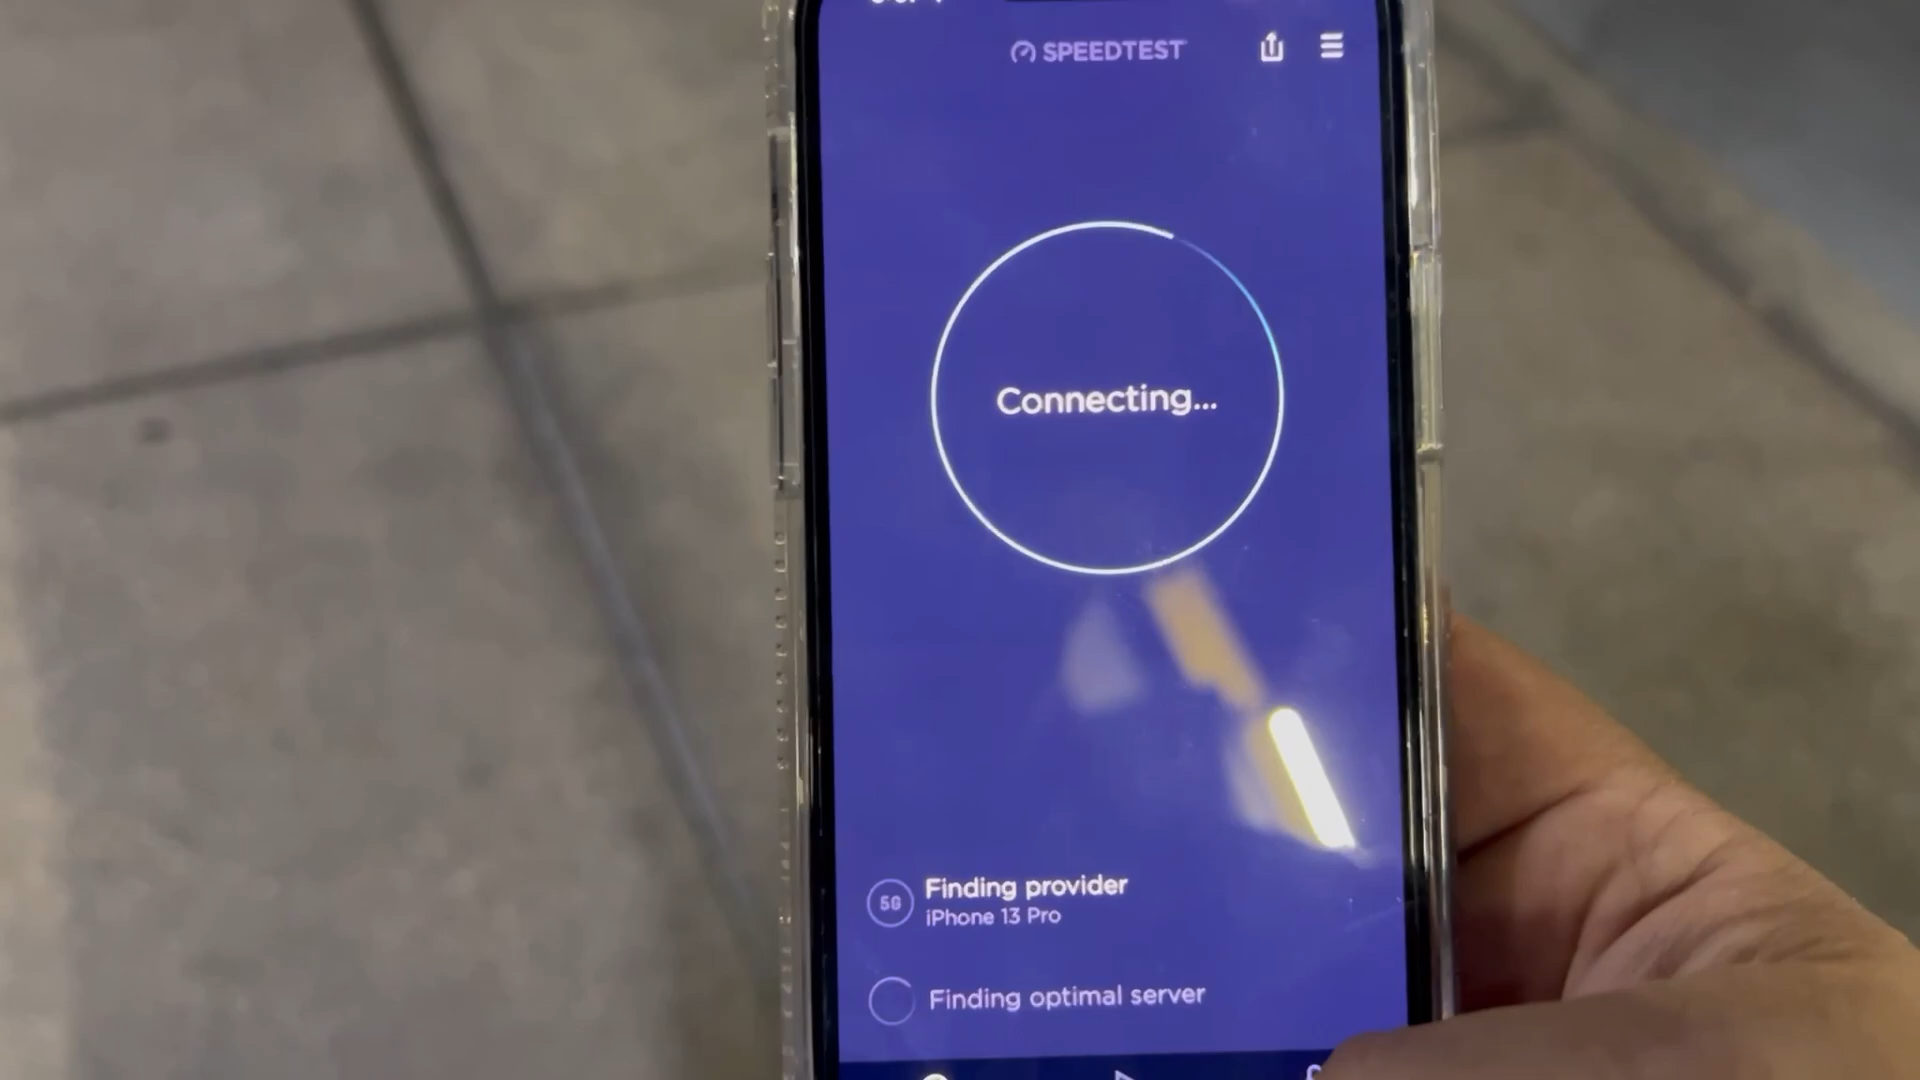 SPEEDTEST
Connecting...
5G
Finding provider
iPhone 13 Pro
Finding optimal server